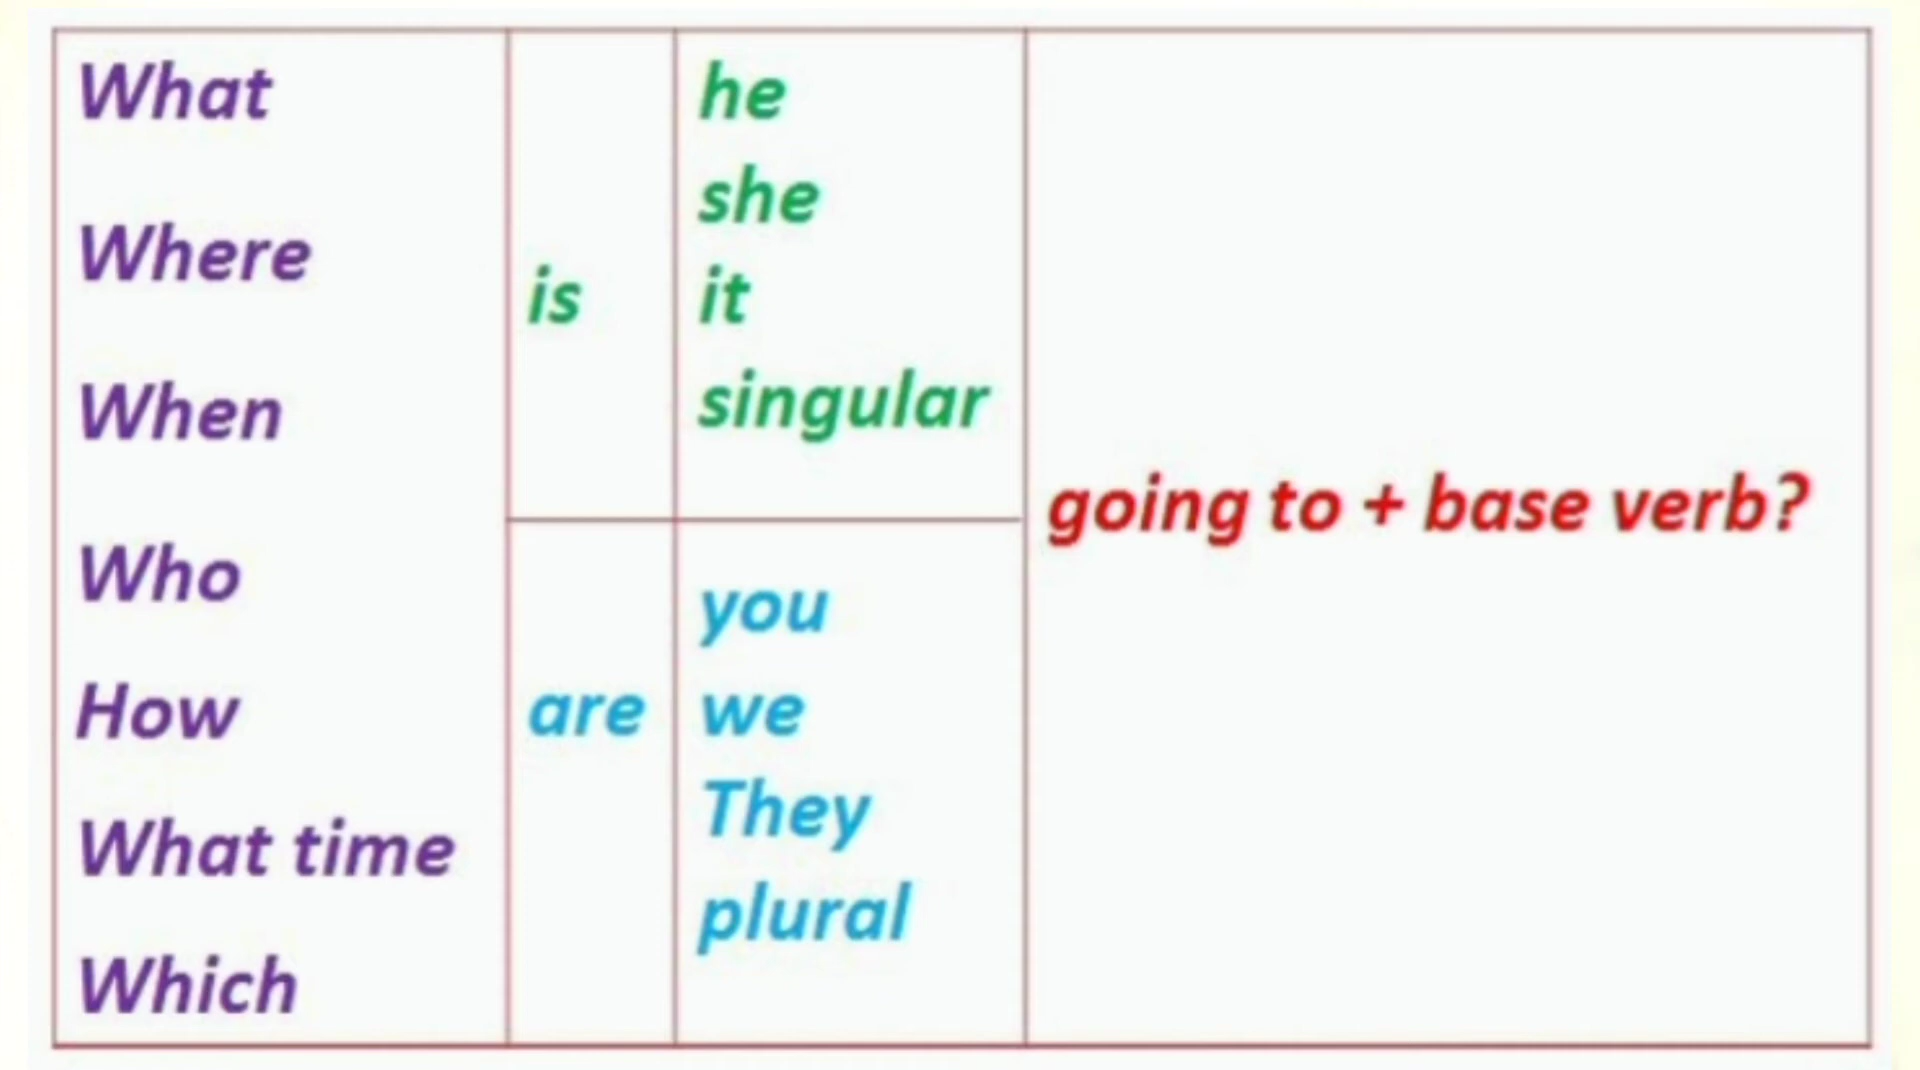 What
Where
When
Who
How
What time
Which
is
he
she
it
singular
are
you
we
They
plural
going to + base verb?